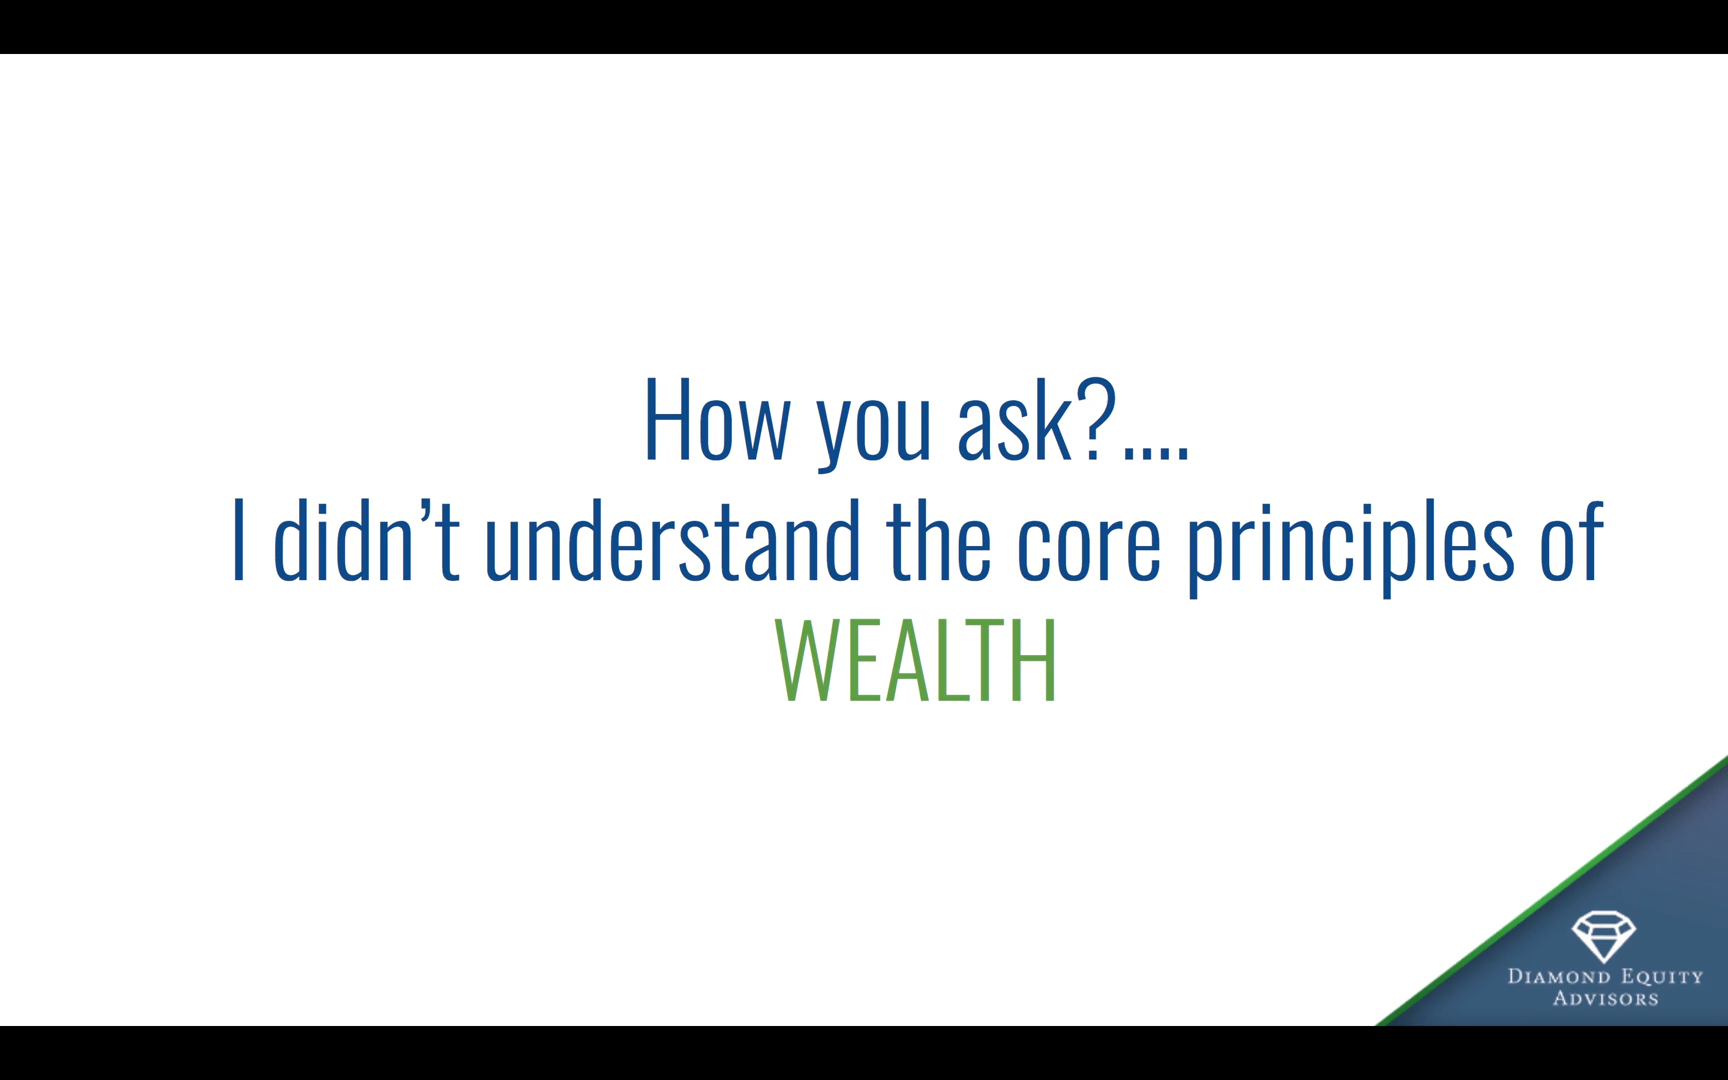 How you ask?....
I didn’t understand the core principles of
WEALTH
DIAMOND EQUITY
ADVISORS